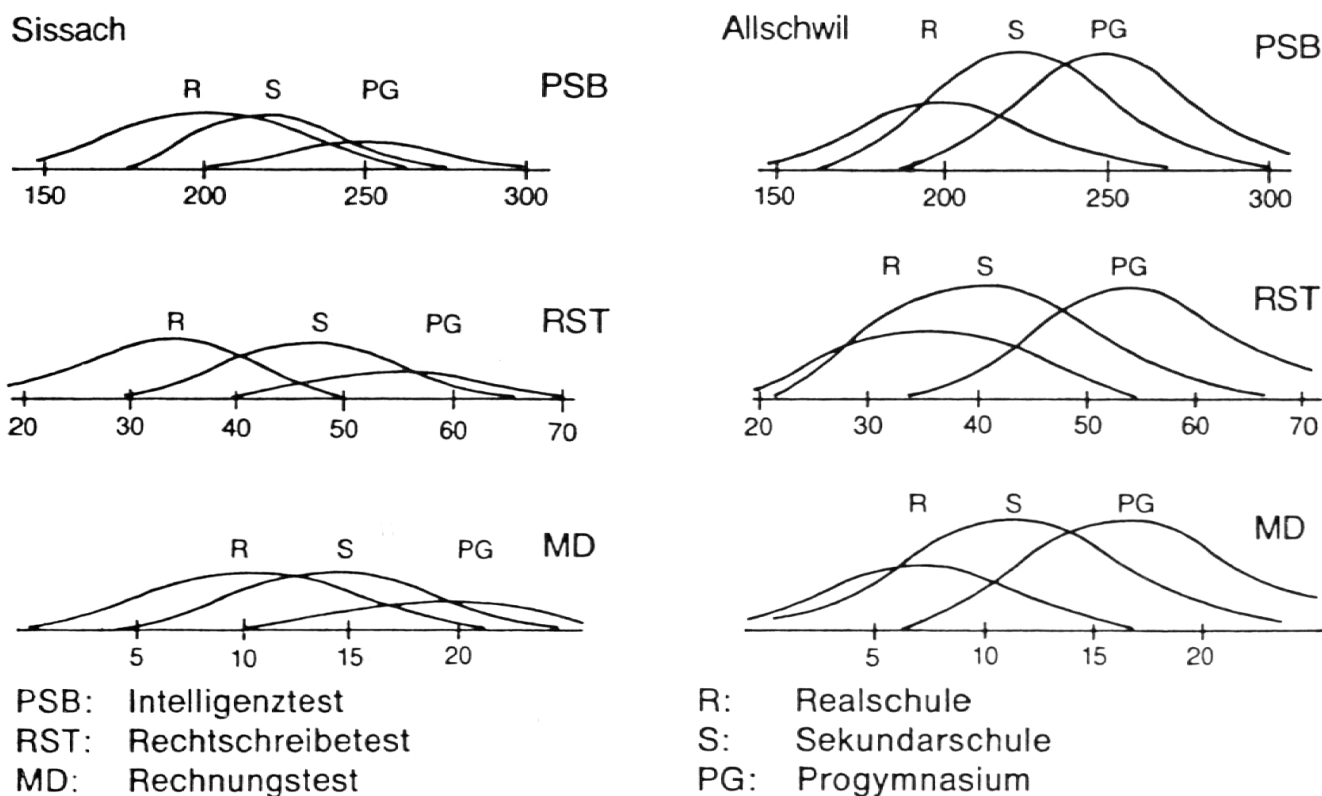 Sissach
R S PG PSB
150 200 250 300
R S PG RST
20 30 40 50 60 70
R S PG MD
5 10 15 20
PSB: Intelligenztest
RST: Rechtschreibetest
MD: Rechnungstest
Allschwil
R S PG PSB
150 200 250 300
R S PG RST
20 30 40 50 60 70
R S PG MD
5 10 15 20
R: Realschule
S: Sekundarschule
PG: Progymnasium